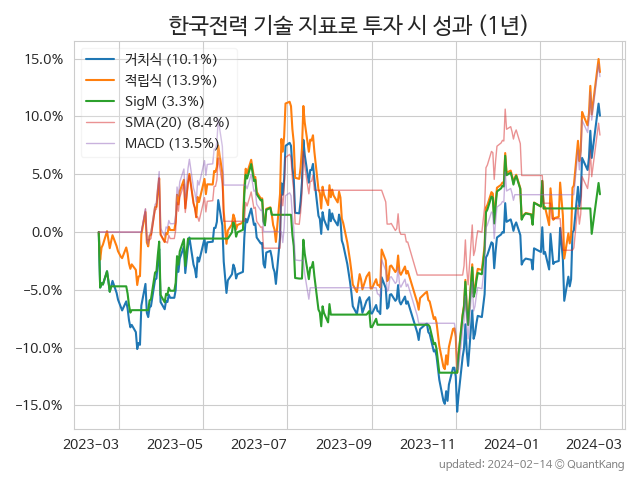 한국전력 기술 지표로 투자 시 성과 (1년)
거치식 (10.1%)
적립식 (13.9%)
SigM (3.3%)
SMA(20) (8.4%)
MACD (13.5%)
15.0%
10.0%
5.0%
0.0%
−5.0%
−10.0%
−15.0%
2023-03 2023-05 2023-07 2023-09 2023-11 2024-01 2024-03
updated: 2024-02-14 © QuantKang